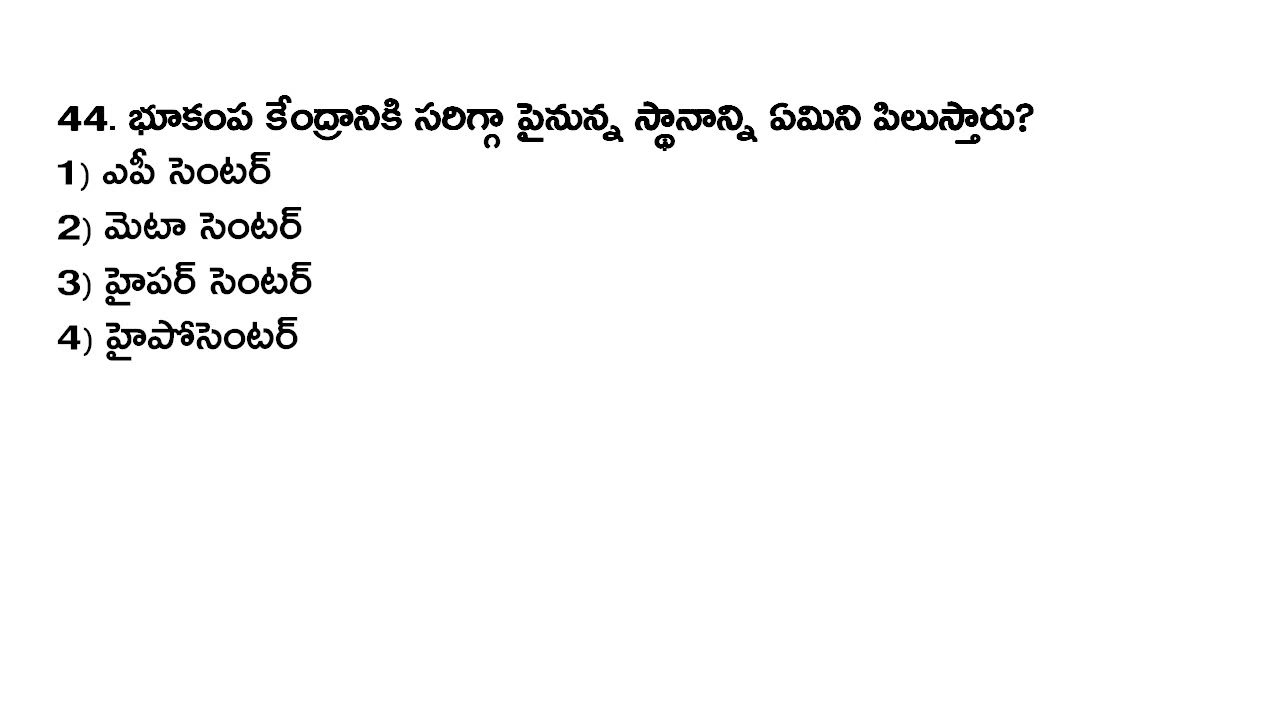 44. భూకంప కేంద్రానికి సరిగ్గా పైనున్న స్థానాన్ని ఏమిని పిలుస్తారు?
1) ఎపీ సెంటర్
2) మెటా సెంటర్
3) హైపర్ సెంటర్
4) హైపోసెంటర్